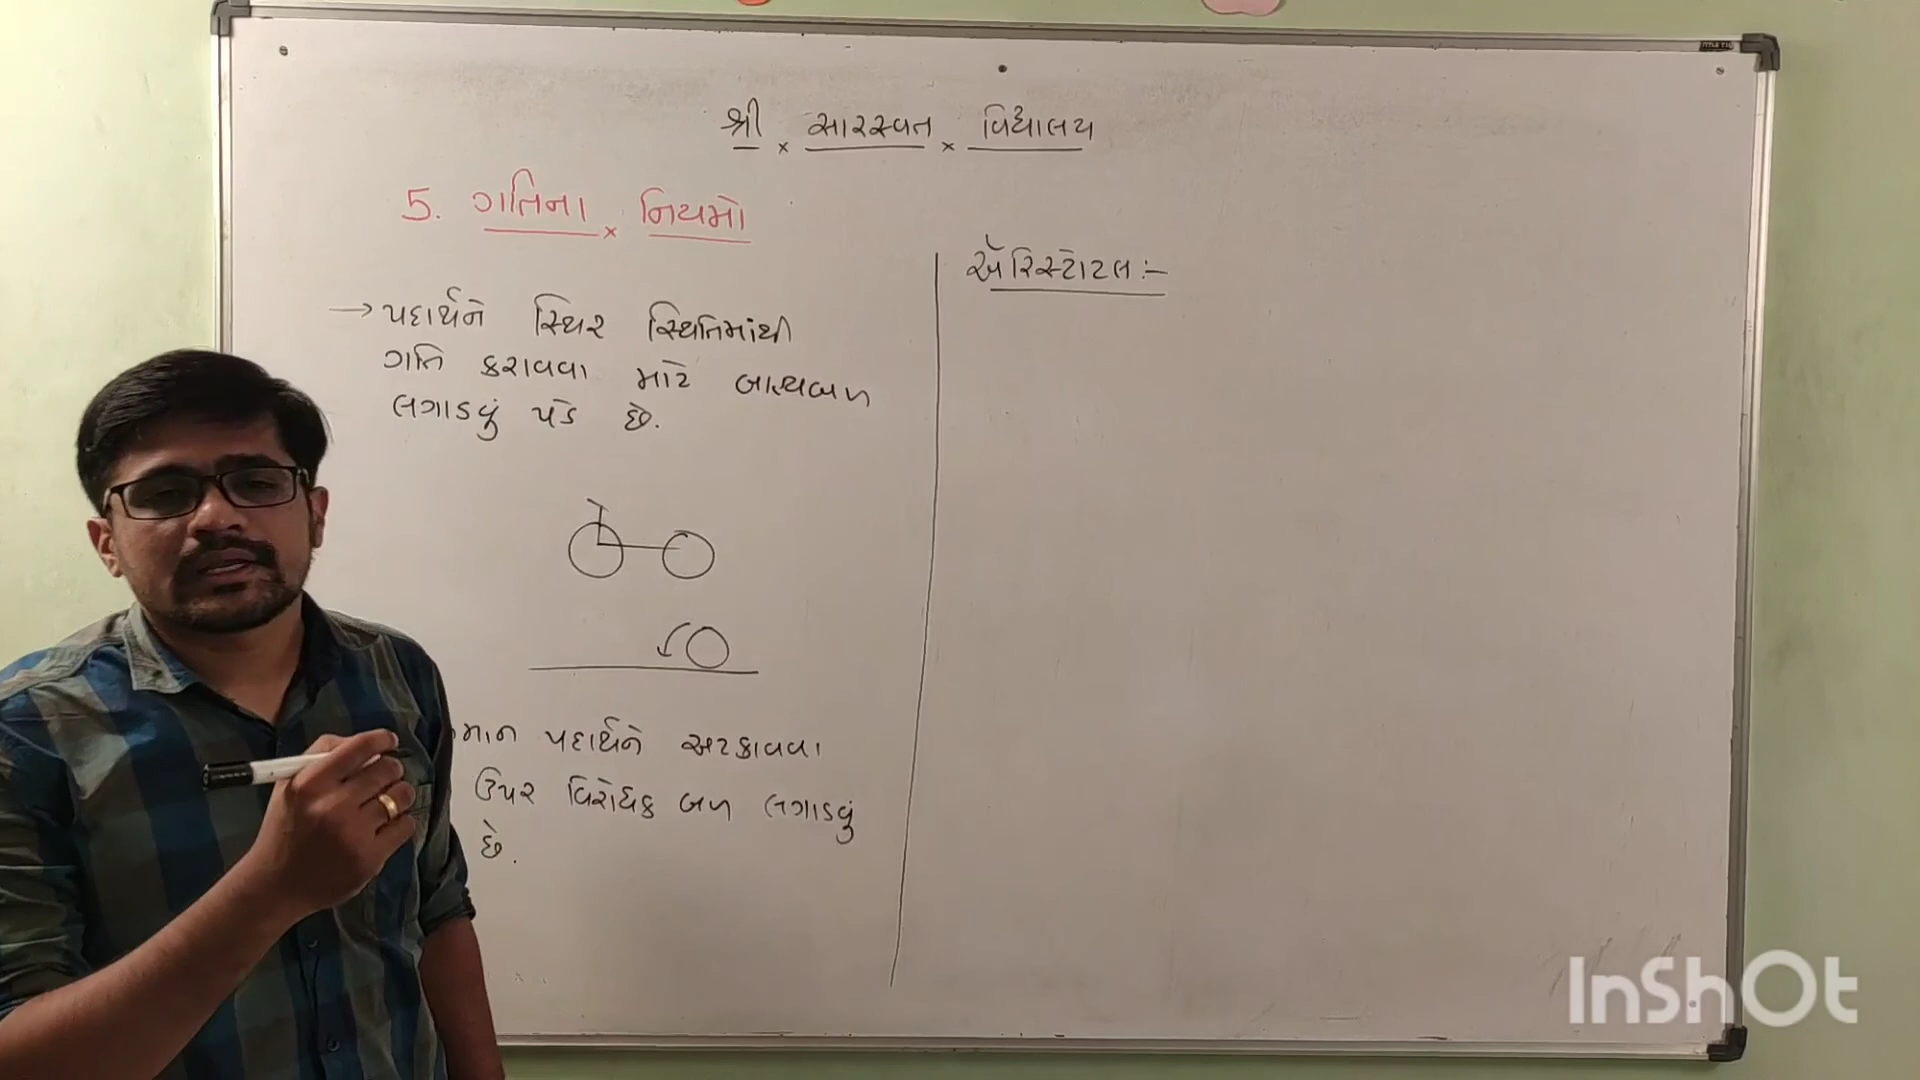 શ્રી × સારસ્વત × વિદ્યાલય
5. ગતિના × નિયમો
→ પદાર્થને સ્થિર સ્થિતિમાંથી
ગતિ કરાવવા માટે બાહ્યબળ
લગાડવું પડે છે.
માન પદાર્થને અટકાવવા
ઉપર વિરોધક બળ લગાડવું
છે.
ઍરિસ્ટોટલ :-
InShOt